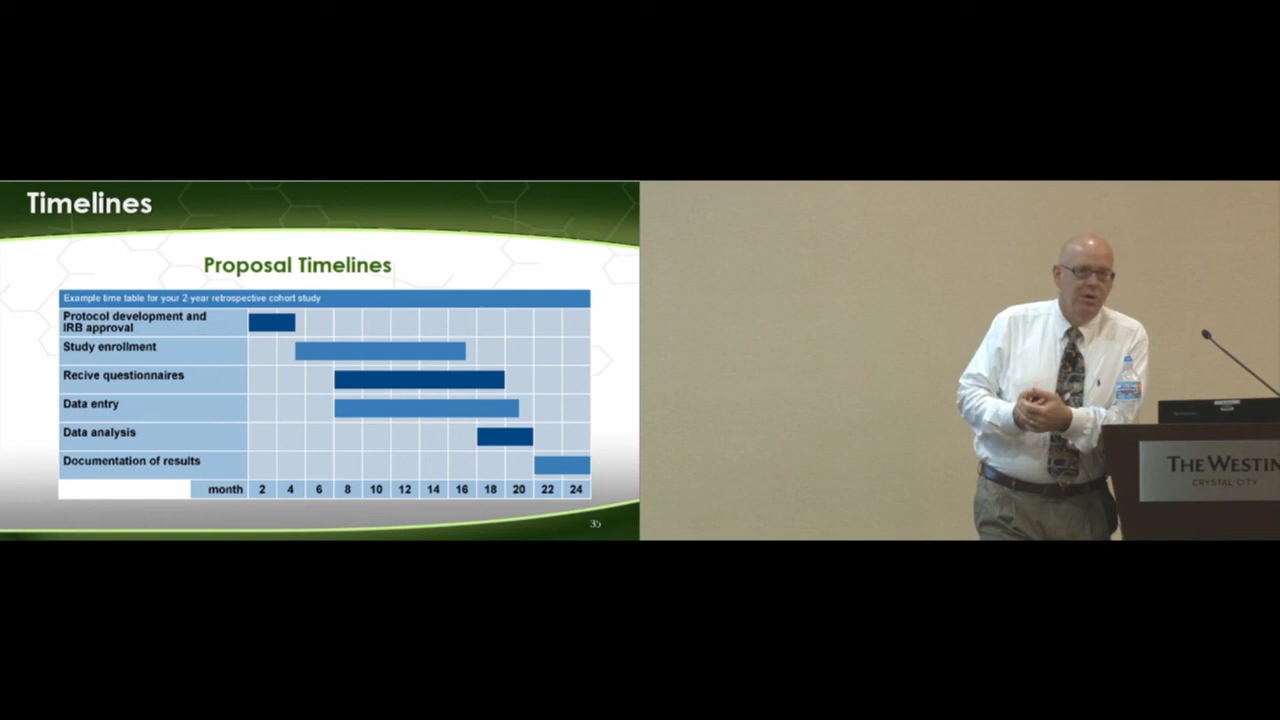 Timelines
Proposal Timelines
Example time table for your 2-year retrospective cohort study
Protocol development and
IRB approval
Study enrollment
Recive questionnaires
Data entry
Data analysis
Documentation of results
month 2 4 6 8 10 12 14 16 18 20 22 24
35
THE WESTIN
CRYSTAL CITY